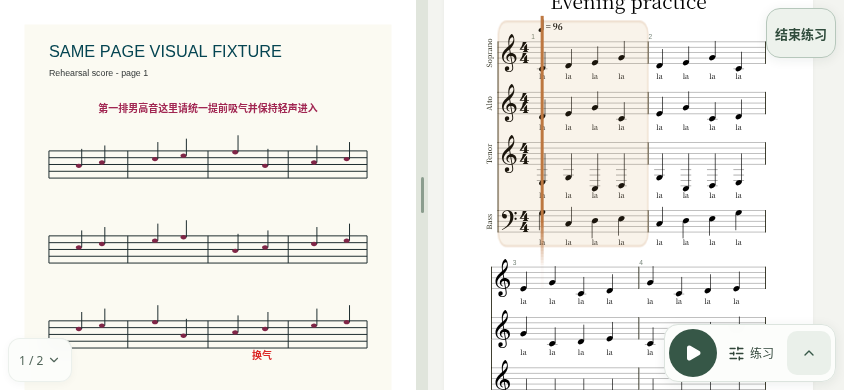 SAME PAGE VISUAL FIXTURE
Rehearsal score - page 1
第一排男高音这里请统一提前吸气并保持轻声进入
换气
1 / 2
Evening practice
= 96
结束练习
1
2
Soprano
la la la la la la la
Alto
la la la la la la la la
Tenor
la la la la la la la la
Bass
la la la la la la la la
3
4
la la la la la la la la
la la la la la
练习